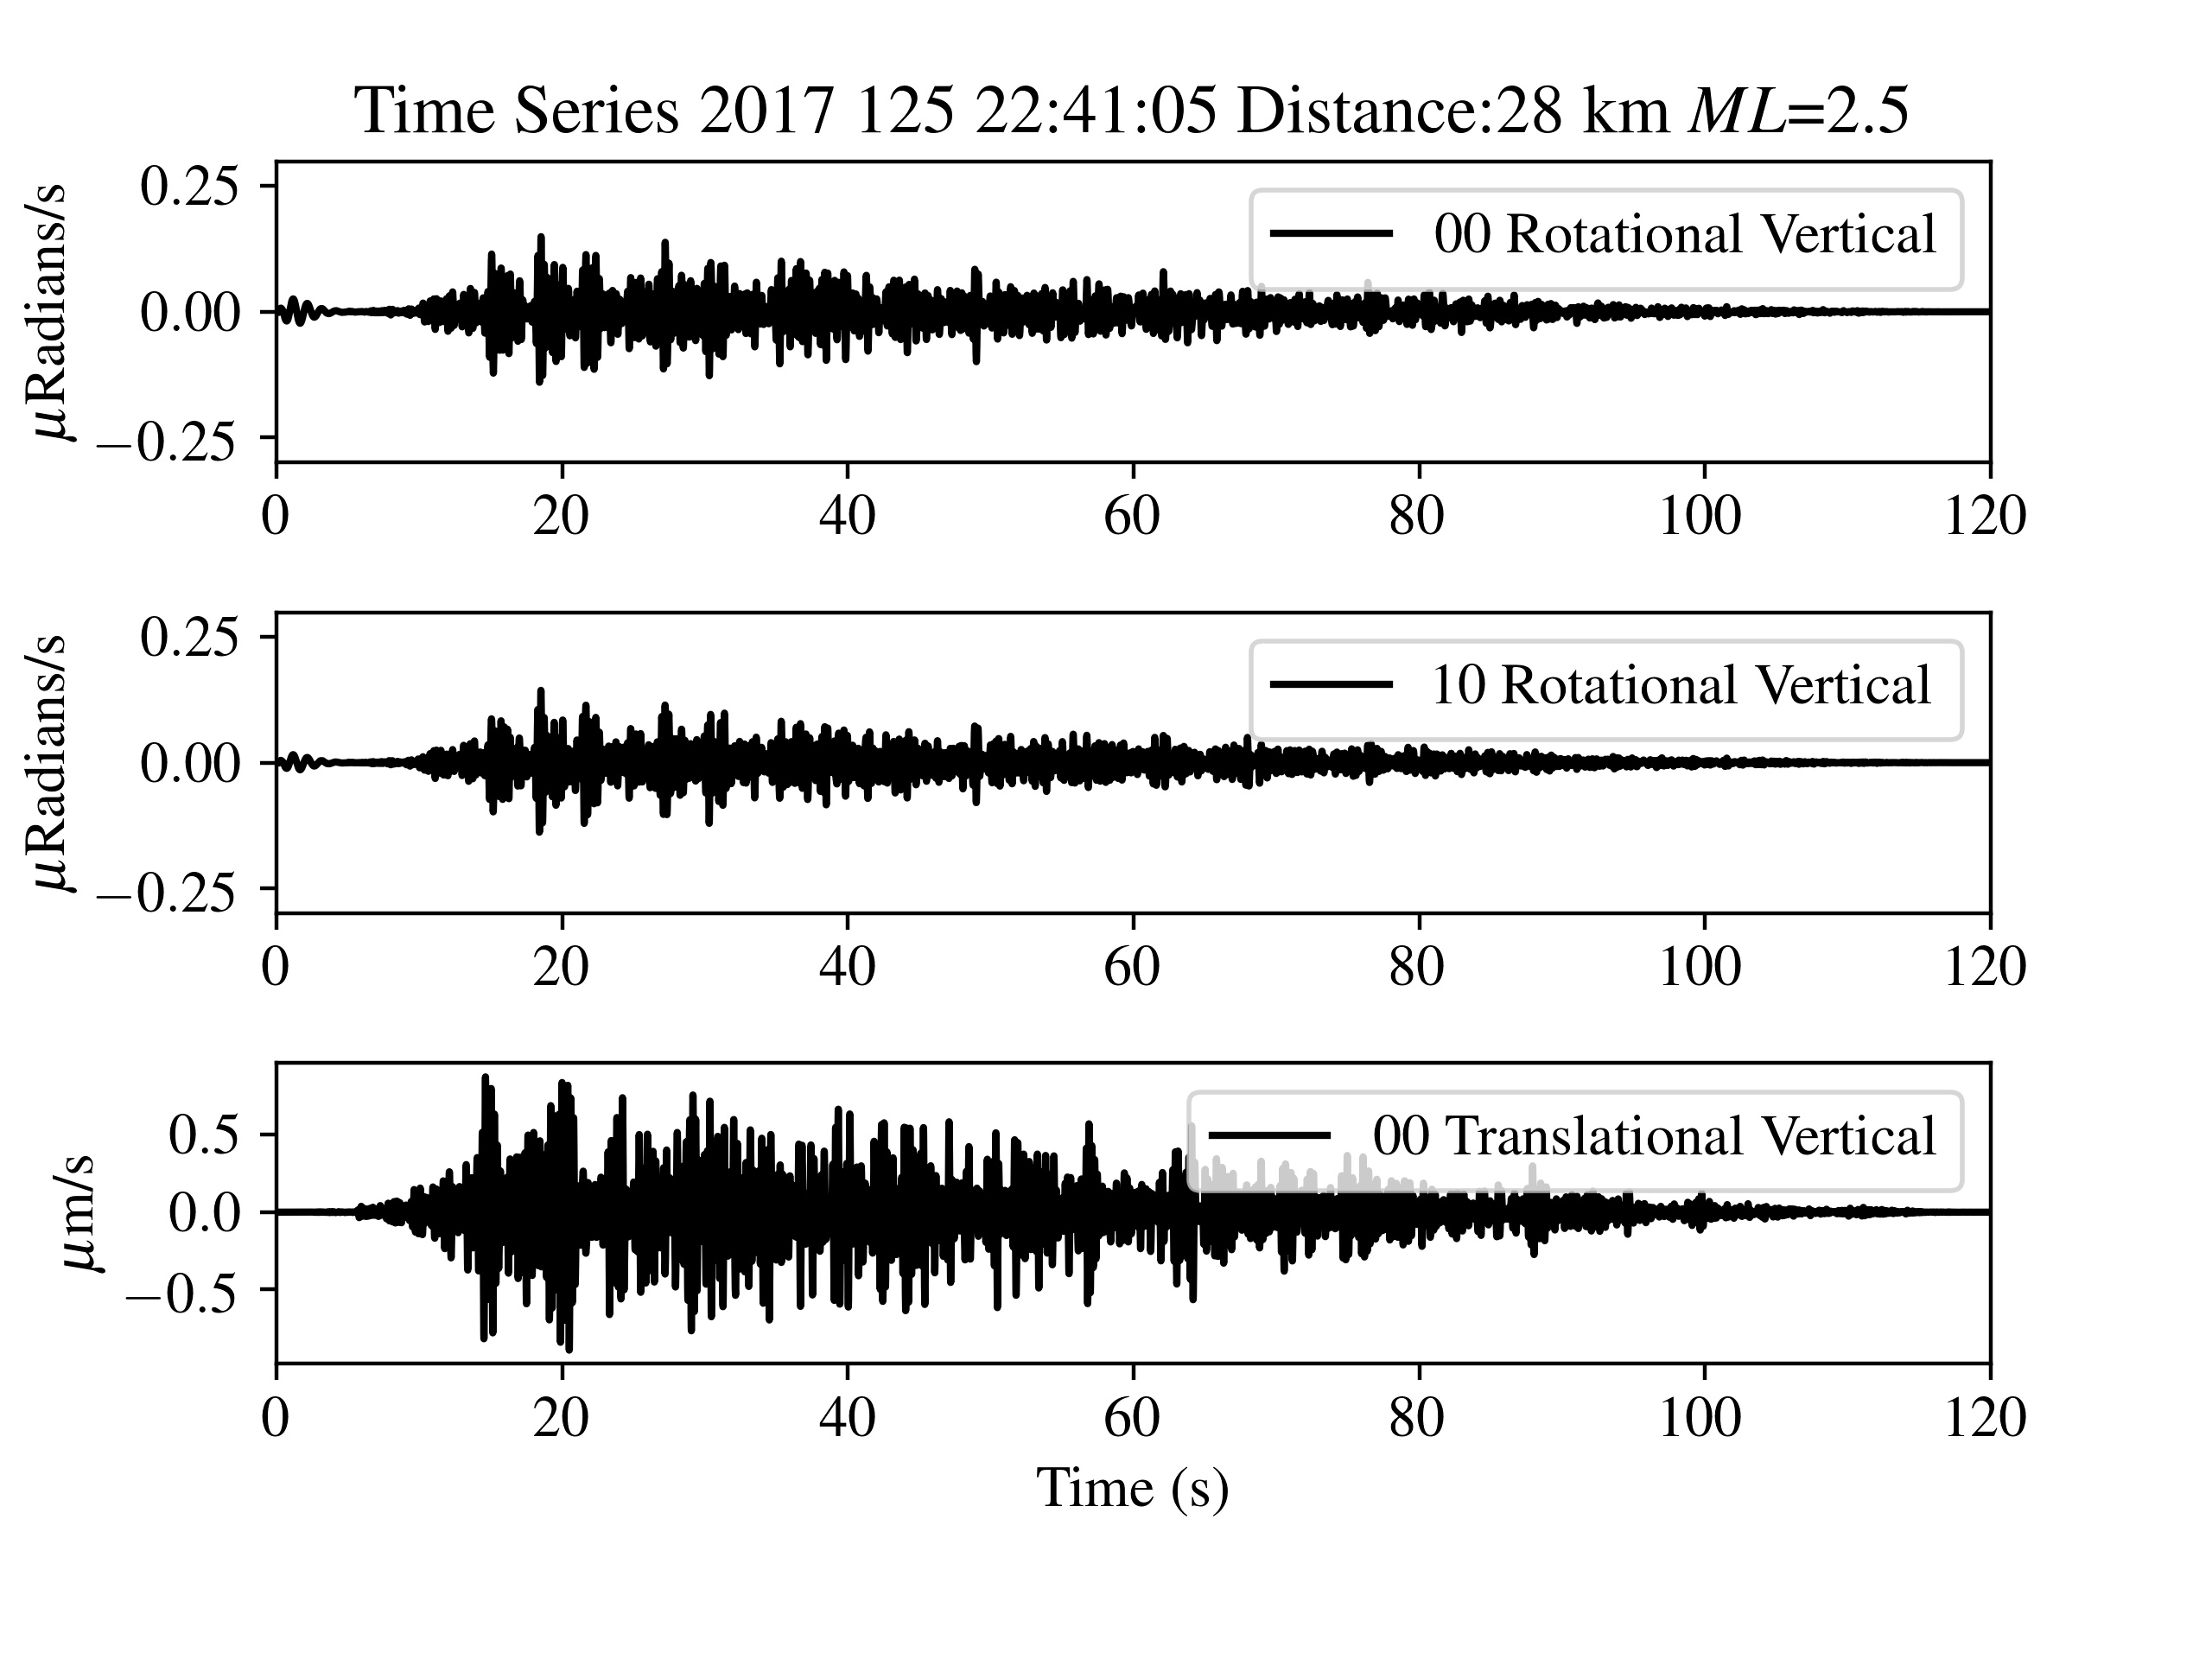 Time Series 2017 125 22:41:05 Distance:28 km ML=2.5
μRadians/s
0.25
0.00
−0.25
00 Rotational Vertical
0 20 40 60 80 100 120
μRadians/s
0.25
0.00
−0.25
10 Rotational Vertical
0 20 40 60 80 100 120
μm/s
0.5
0.0
−0.5
00 Translational Vertical
0 20 40 60 80 100 120
Time (s)